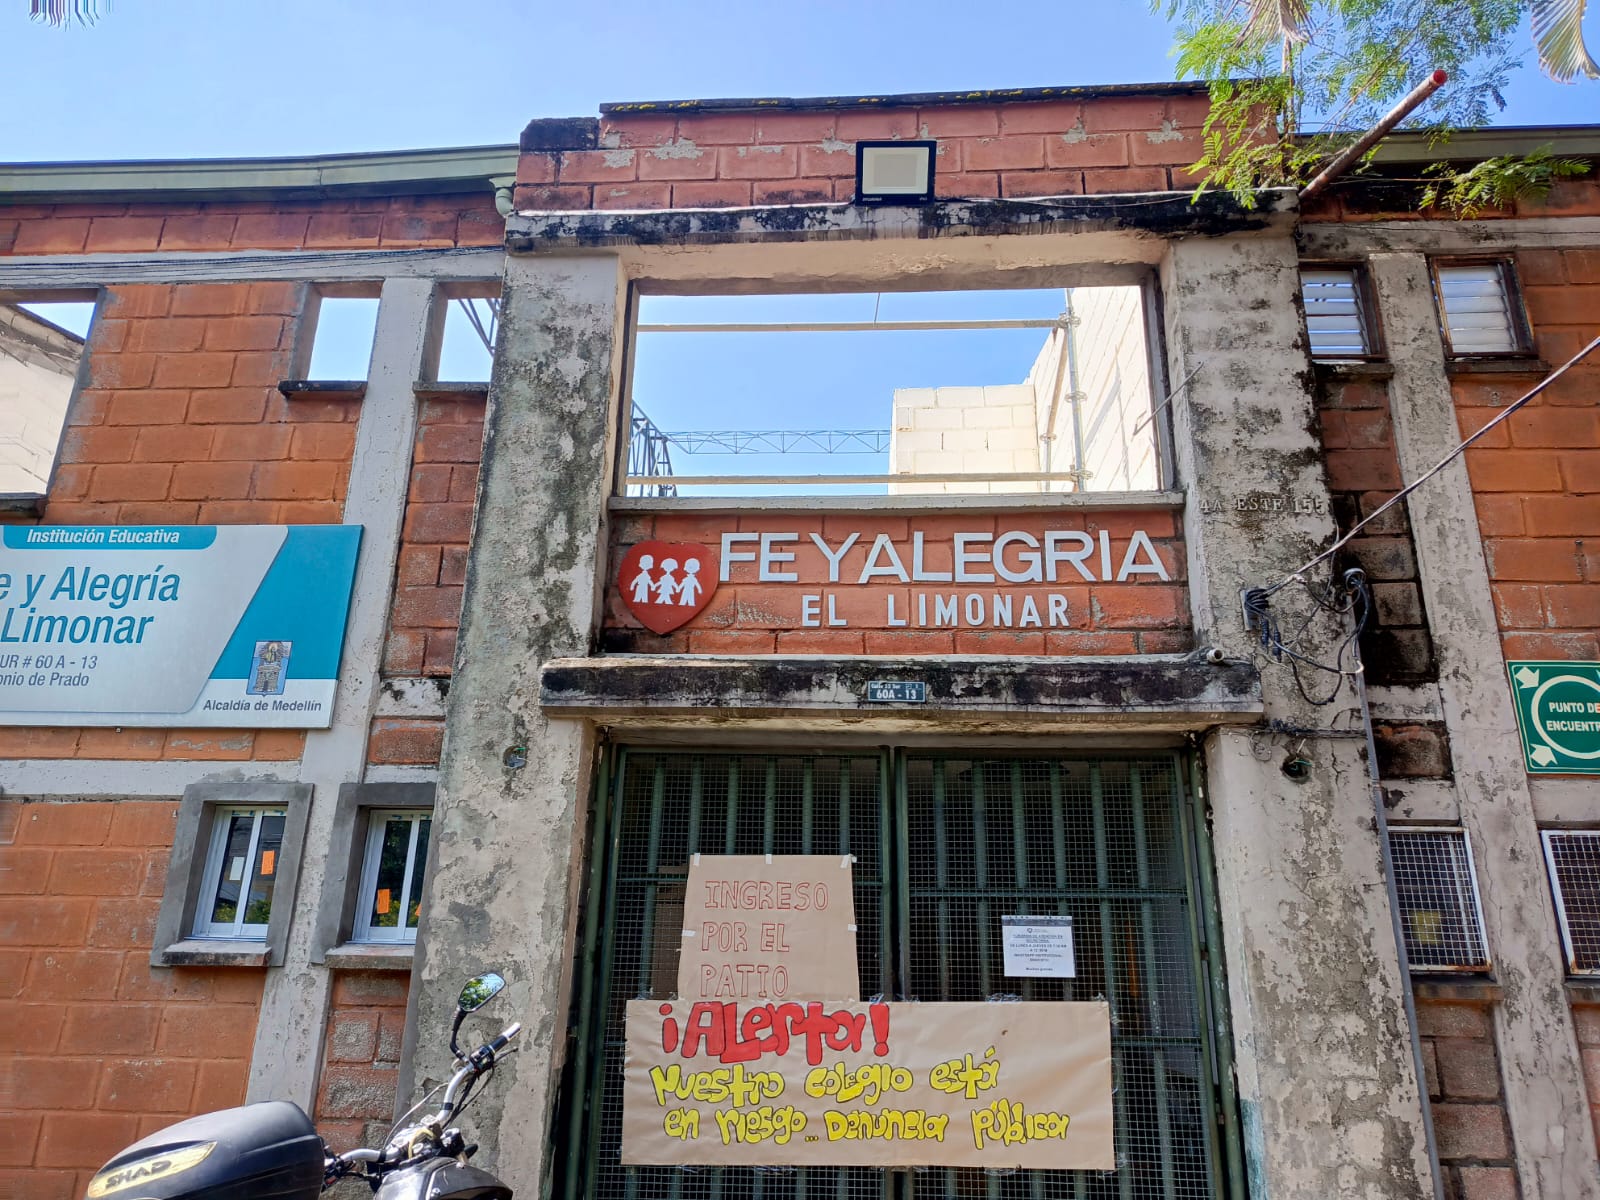 Institución Educativa
e y Alegría
Limonar
UR # 60 A - 13
onio de Prado
Alcaldía de Medellín
FE Y ALEGRIA
EL LIMONAR
60A - 13
4A ESTE 155
PUNTO DE
ENCUENTR
INGRESO
POR EL
PATIO
¡Alerta!
Nuestro colegio está
en riesgo... Denuncia pública
SHAD